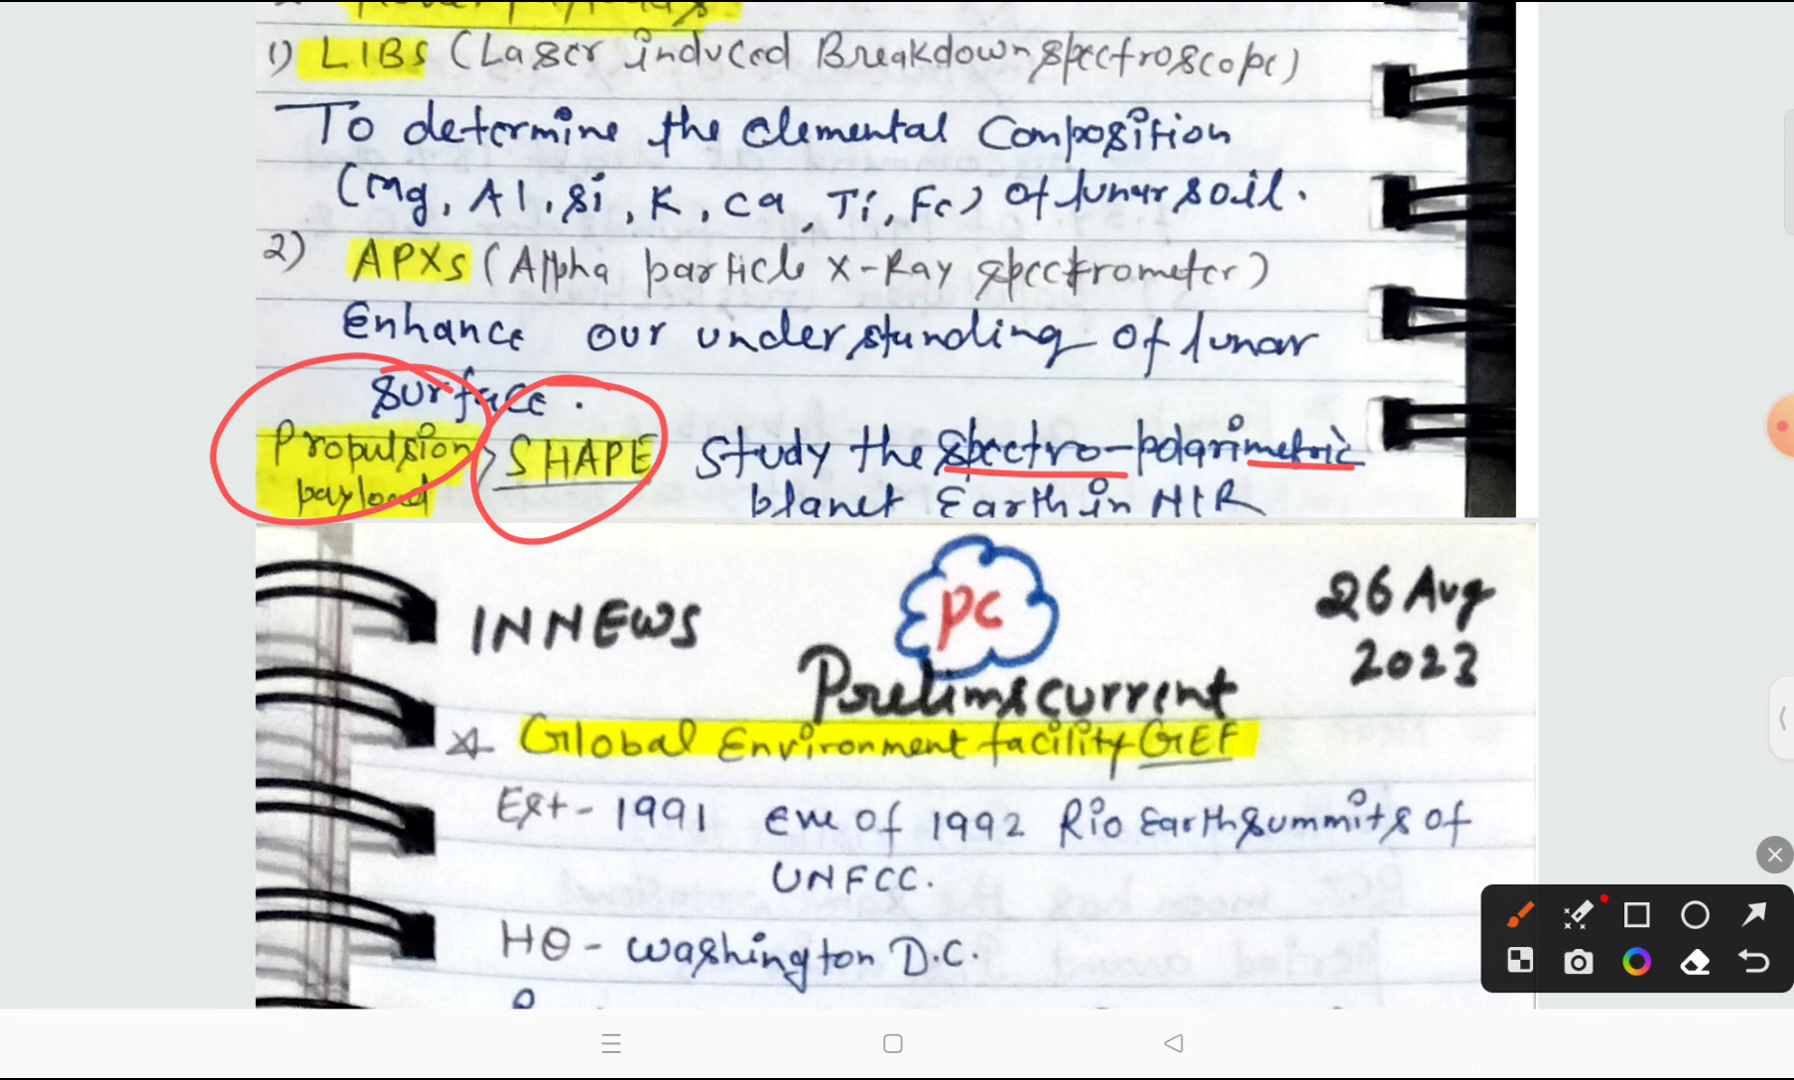 1) LIBS (Laser induced Breakdown spectroscope)
To determine the elemental Composition
(Mg, Al, Si, K, Ca, Ti, Fe) of lunar soil.
2) APXS (Alpha particle X-Ray spectrometer)
Enhance our understanding of lunar
surface.
Propulsion payload > SHAPE Study the spectro-polarimetric
planet Earth in NIR
INNEWS PC 26 Aug
Prelims current 2023
Global Environment facility GEF
Est - 1991 eve of 1992 Rio Earth summits of
UNFCC.
HQ - Washington D.C.